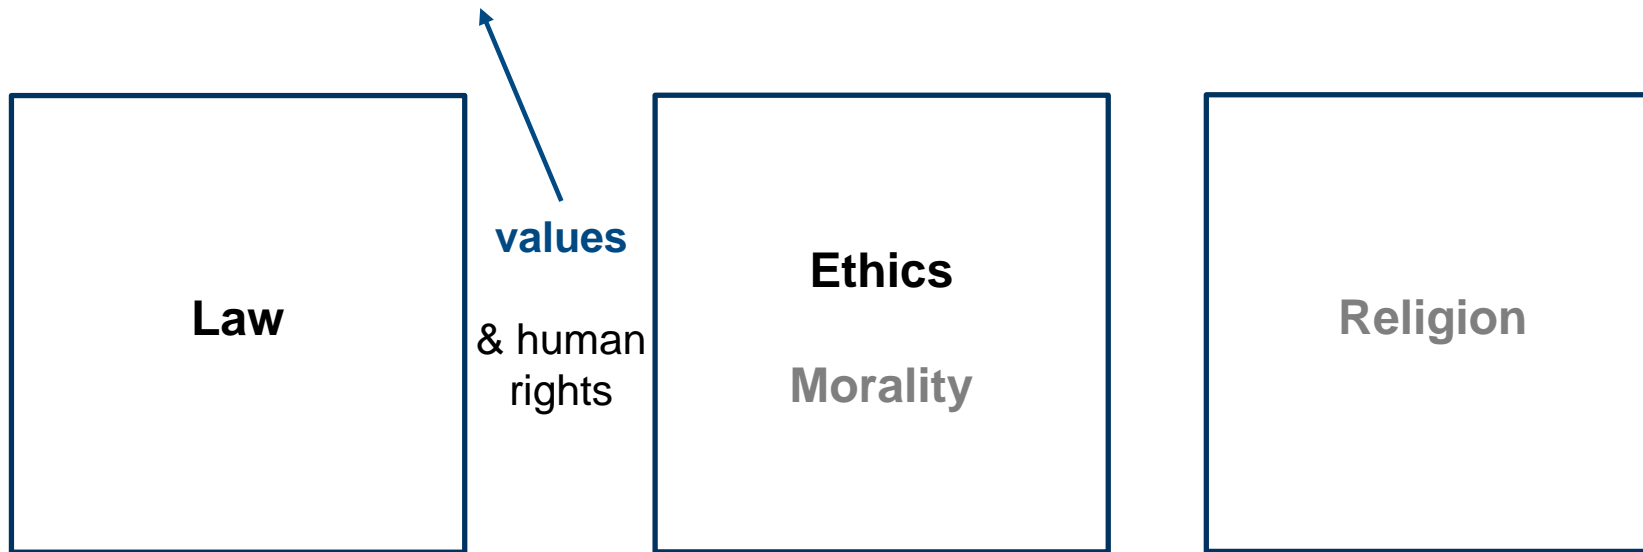 Law
values
& human
rights
Ethics
Morality
Religion